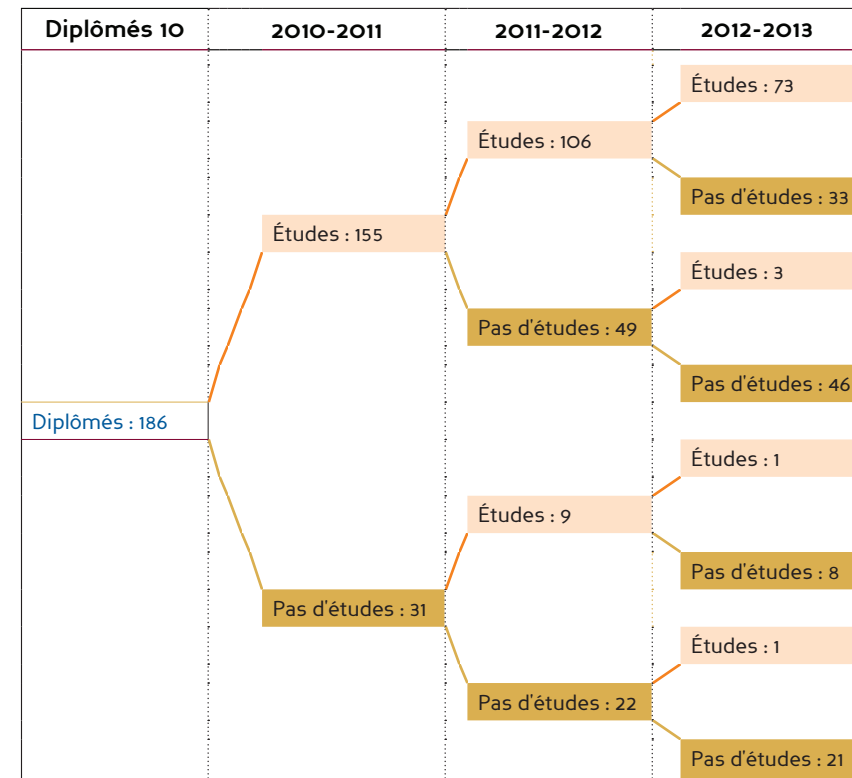 Diplômés 10 2010-2011 2011-2012 2012-2013
Études : 73
Études : 106
Pas d'études : 33
Études : 155
Études : 3
Pas d'études : 49
Pas d'études : 46
Diplômés : 186
Études : 1
Études : 9
Pas d'études : 8
Pas d'études : 31
Études : 1
Pas d'études : 22
Pas d'études : 21